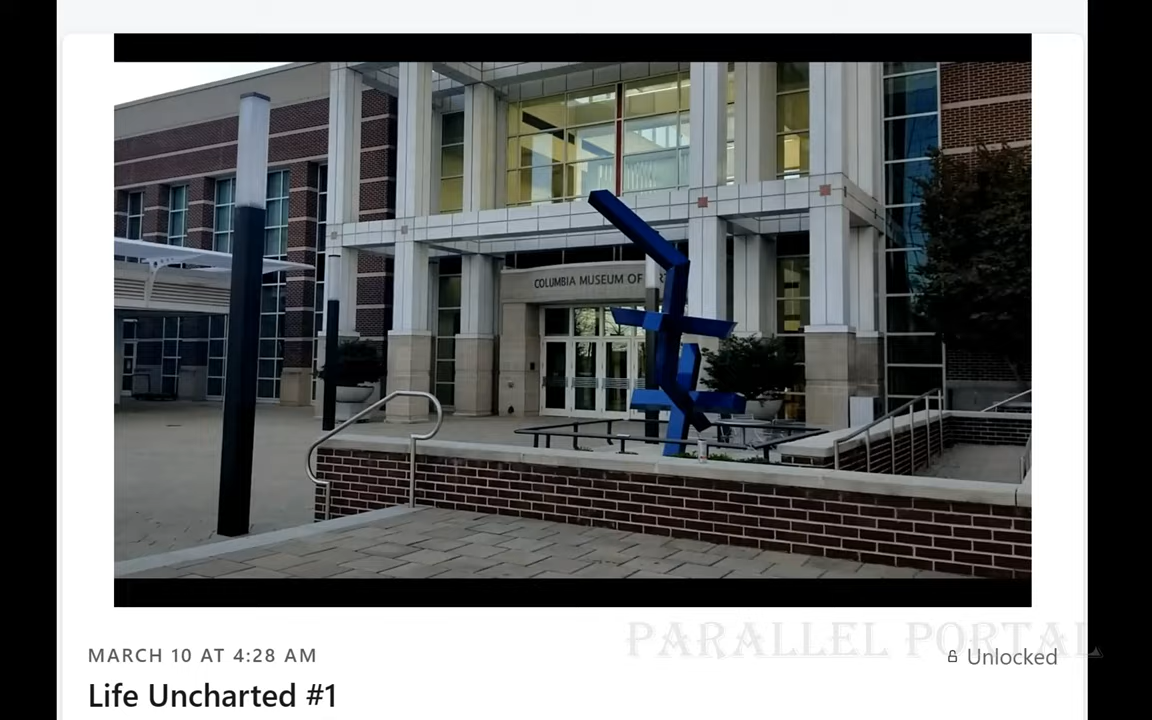 COLUMBIA MUSEUM OF
PARALLEL PORTAL
MARCH 10 AT 4:28 AM
Unlocked
Life Uncharted #1